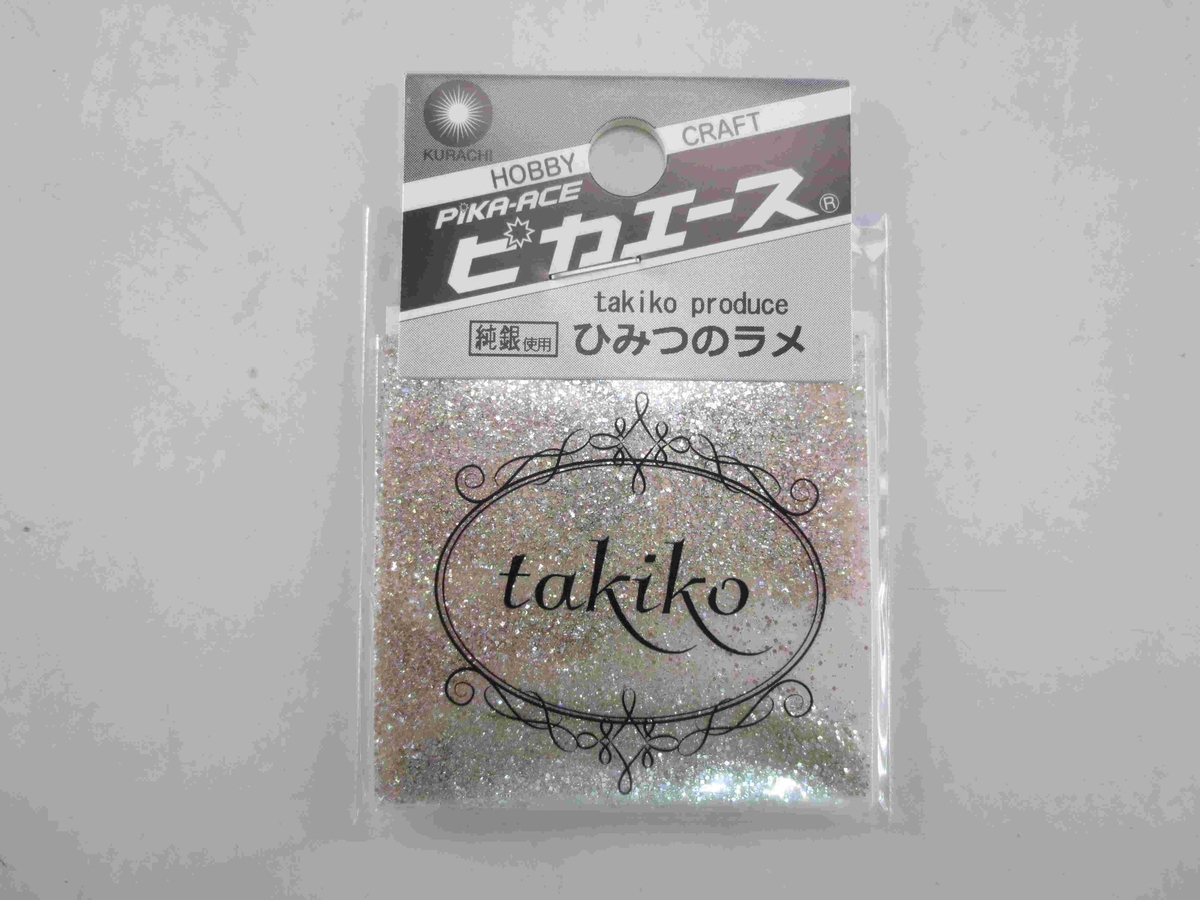 KURACHI
HOBBY CRAFT
PiKA-ACE
ピカエース®
takiko produce
純銀使用 ひみつのラメ
takiko